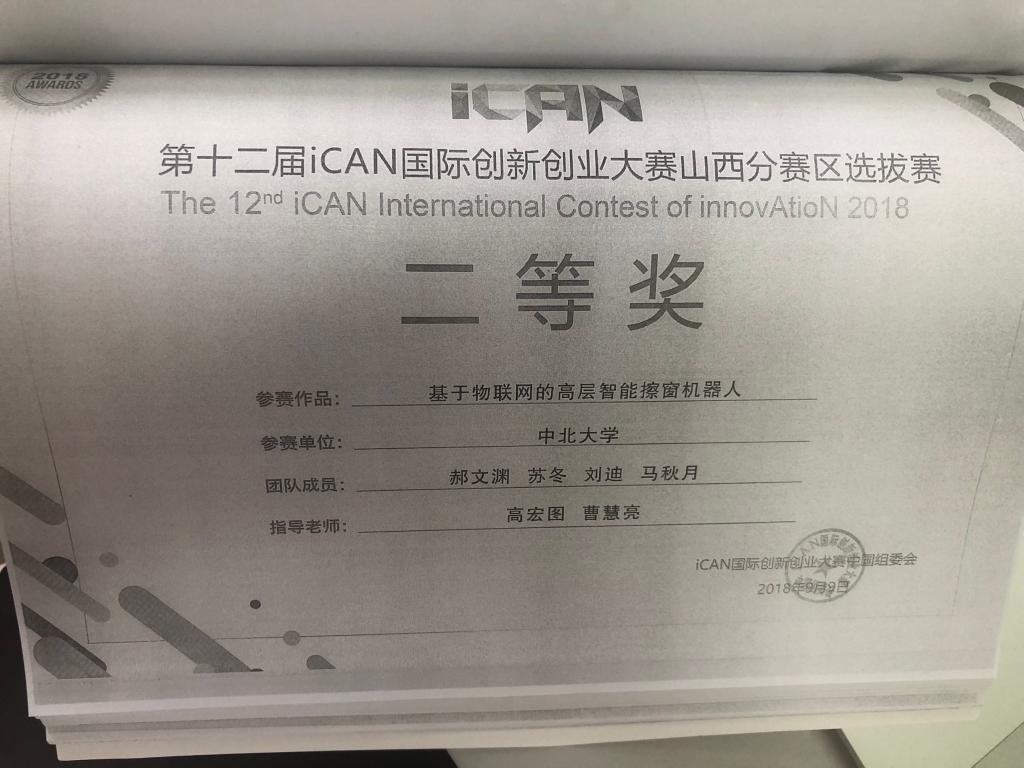 2018
AWARDS
iCAN
第十二届iCAN国际创新创业大赛山西分赛区选拔赛
The 12nd iCAN International Contest of innovAtioN 2018
二等奖
参赛作品: 基于物联网的高层智能擦窗机器人
参赛单位: 中北大学
团队成员: 郝文渊 苏冬 刘迪 马秋月
指导老师: 高宏图 曹慧亮
iCAN国际创新创业大赛中国组委会
2018年9月9日